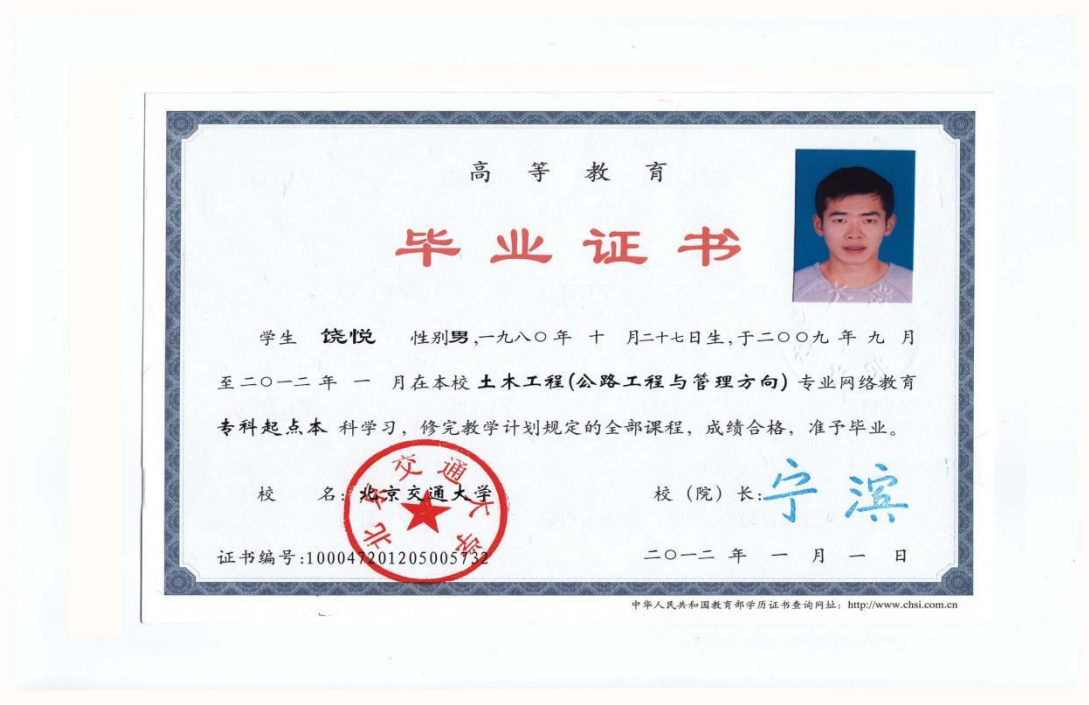 高等教育
毕业证书
学生 饶悦 性别男,一九八〇年 十 月二十七日生,于二〇〇九 年 九 月
至二〇一二 年 一 月在本校 土木工程(公路工程与管理方向) 专业网络教育
专科起点本 科学习，修完教学计划规定的全部课程，成绩合格，准予毕业。
校 名：北京交通大学
校（院）长：宁滨
北京交通大学
证书编号:100047201205005732
二〇一二 年 一 月 一 日
中华人民共和国教育部学历证书查询网址：http://www.chsi.com.cn